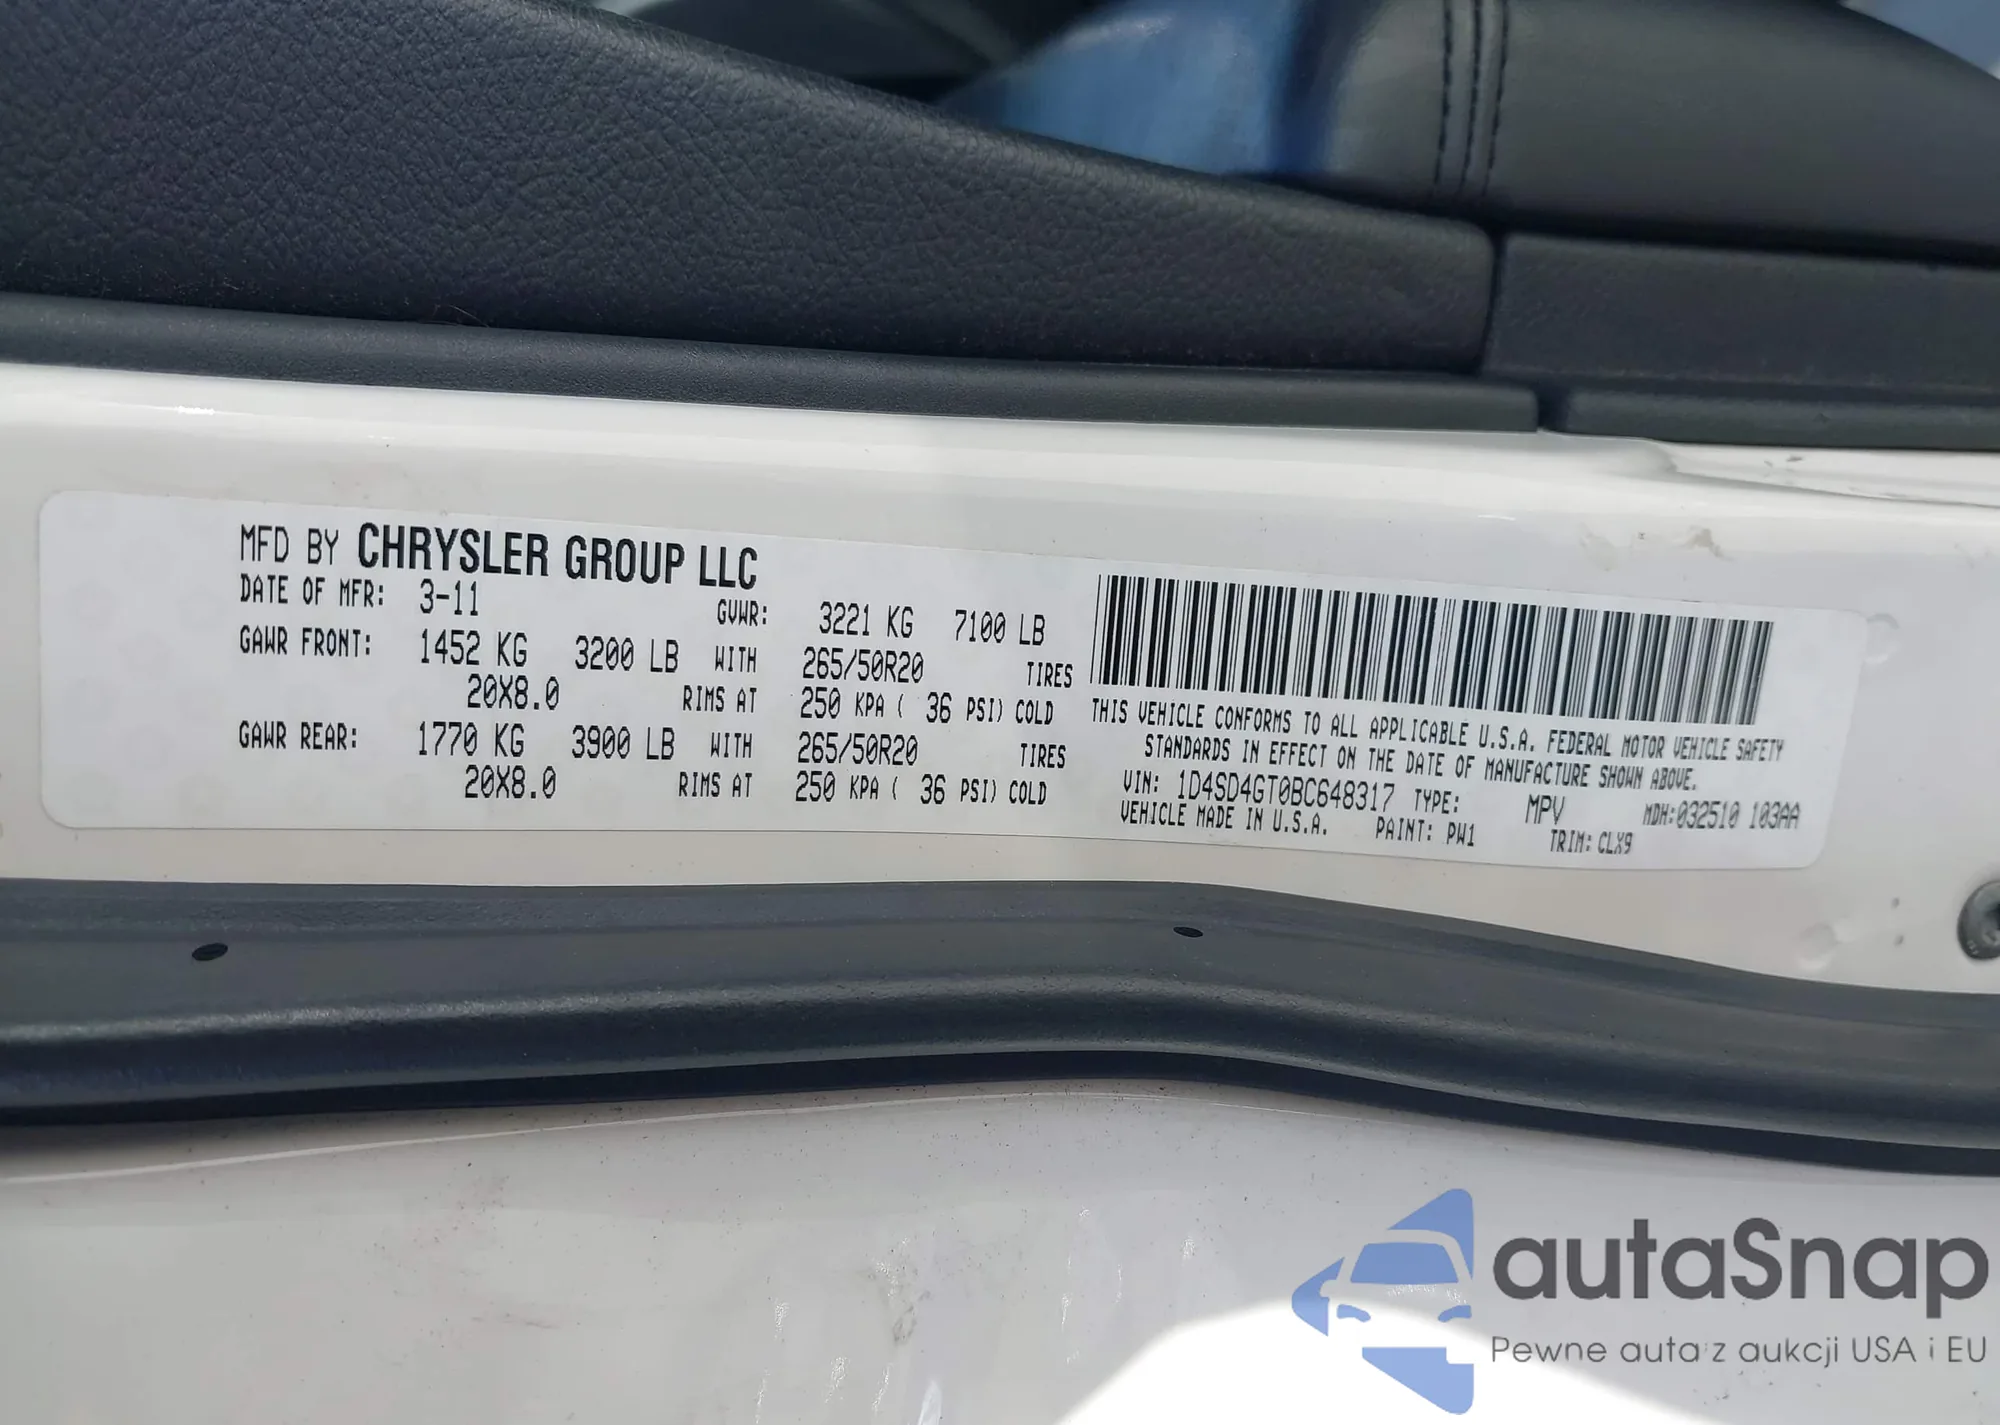 MFD BY CHRYSLER GROUP LLC
DATE OF MFR: 3-11 GVWR: 3221 KG 7100 LB
GAWR FRONT: 1452 KG 3200 LB WITH 265/50R20 TIRES
20X8.0 RIMS AT 250 KPA ( 36 PSI) COLD
GAWR REAR: 1770 KG 3900 LB WITH 265/50R20 TIRES
20X8.0 RIMS AT 250 KPA ( 36 PSI) COLD
THIS VEHICLE CONFORMS TO ALL APPLICABLE U.S.A. FEDERAL MOTOR VEHICLE SAFETY
STANDARDS IN EFFECT ON THE DATE OF MANUFACTURE SHOWN ABOVE.
VIN: 1D4SD4GT0BC648317 TYPE: MPV MDH:032510 103AA
VEHICLE MADE IN U.S.A. PAINT: PW1 TRIM: CLX9
autaSnap
Pewne auta z aukcji USA i EU